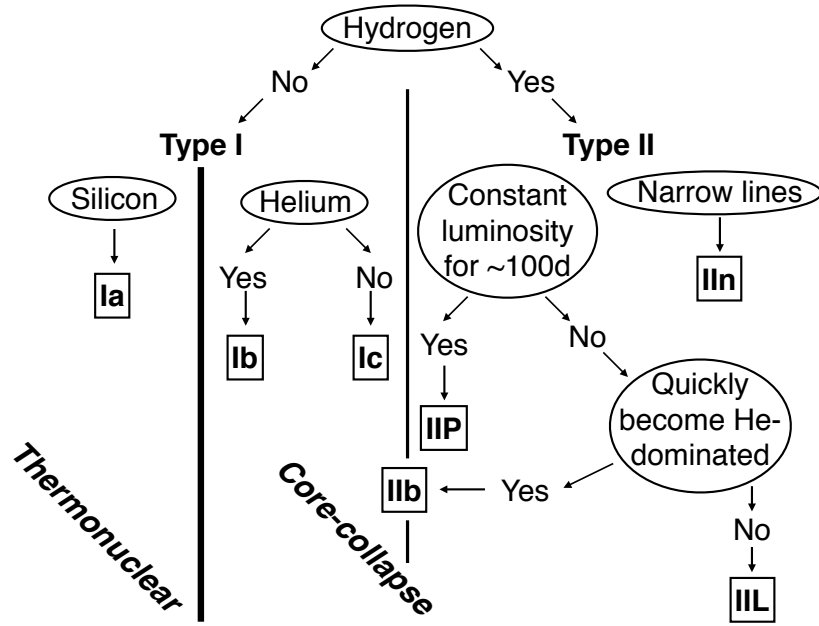 Hydrogen
No
Yes
Type I
Type II
Silicon
Helium
Constant
luminosity
for ~100d
Narrow lines
Ia
Yes
No
IIn
Ib
Ic
Yes
No
IIP
Quickly
become He-
dominated
Thermonuclear
Core-collapse
IIb
Yes
No
IIL